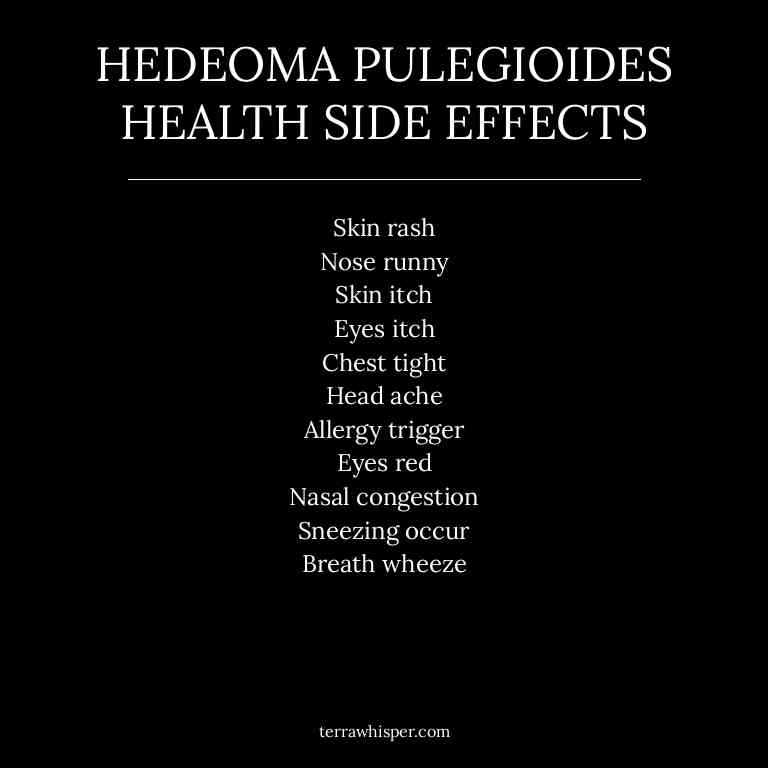 HEDEOMA PULEGIOIDES
HEALTH SIDE EFFECTS
Skin rash
Nose runny
Skin itch
Eyes itch
Chest tight
Head ache
Allergy trigger
Eyes red
Nasal congestion
Sneezing occur
Breath wheeze
terrawhisper.com